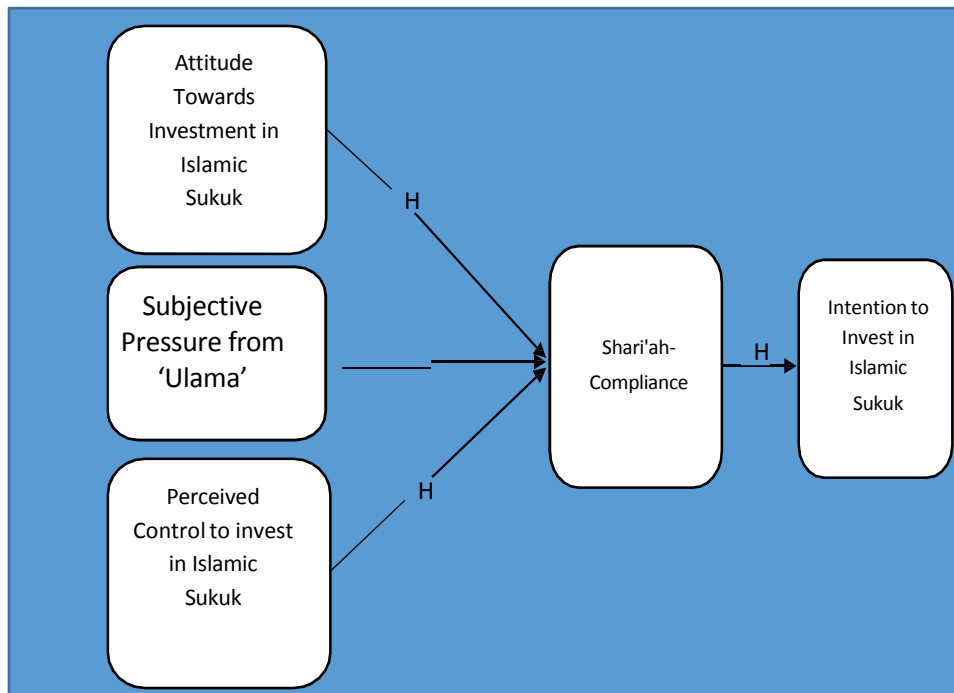 Attitude
Towards
Investment in
Islamic
Sukuk
H
Subjective
Pressure from
‘Ulama’
Perceived
Control to invest
in Islamic
Sukuk
H
Shari'ah-
Compliance
H
Intention to
Invest in
Islamic
Sukuk